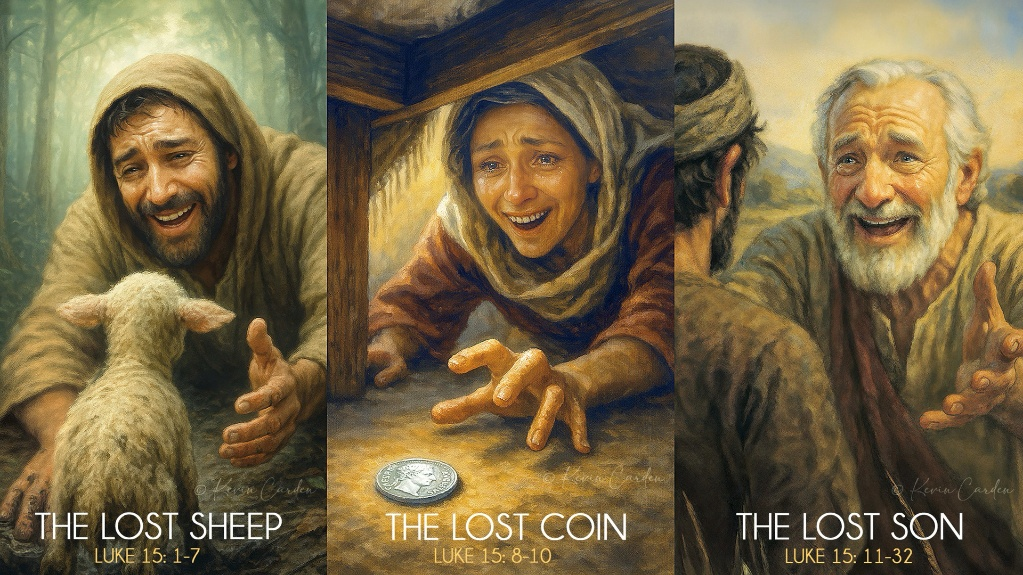 © Kevin Carden
© Kevin Carden
© Kevin Carden
THE LOST SHEEP
LUKE 15: 1-7
THE LOST COIN
LUKE 15: 8-10
THE LOST SON
LUKE 15: 11-32